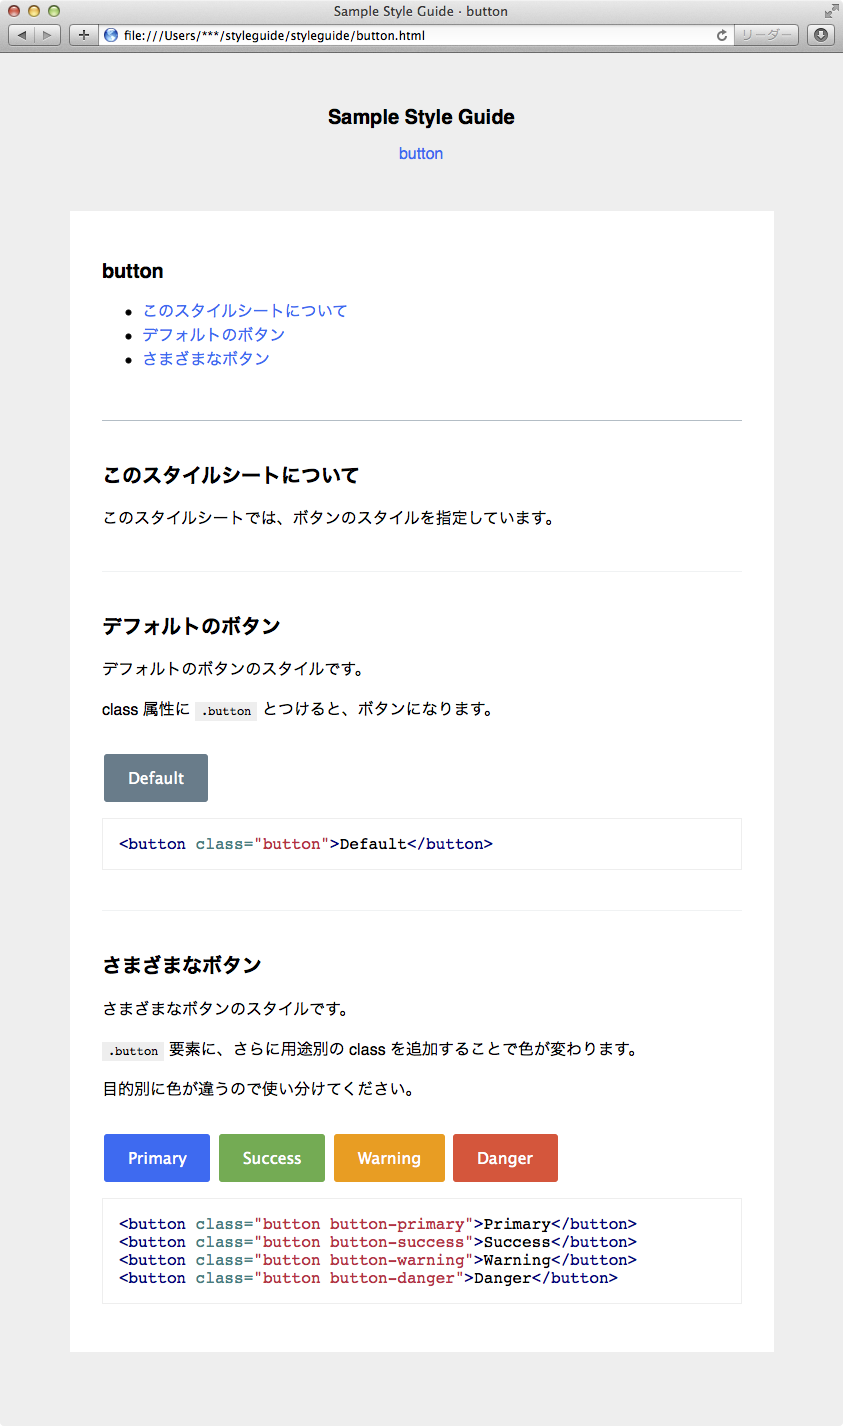 Sample Style Guide · button
file:///Users/***/styleguide/styleguide/button.html
リーダー
Sample Style Guide
button
button
このスタイルシートについて
デフォルトのボタン
さまざまなボタン
このスタイルシートについて
このスタイルシートでは、ボタンのスタイルを指定しています。
デフォルトのボタン
デフォルトのボタンのスタイルです。
class 属性に .button とつけると、ボタンになります。
Default
<button class="button">Default</button>
さまざまなボタン
さまざまなボタンのスタイルです。
.button 要素に、さらに用途別の class を追加することで色が変わります。
目的別に色が違うので使い分けてください。
Primary Success Warning Danger
<button class="button button-primary">Primary</button>
<button class="button button-success">Success</button>
<button class="button button-warning">Warning</button>
<button class="button button-danger">Danger</button>